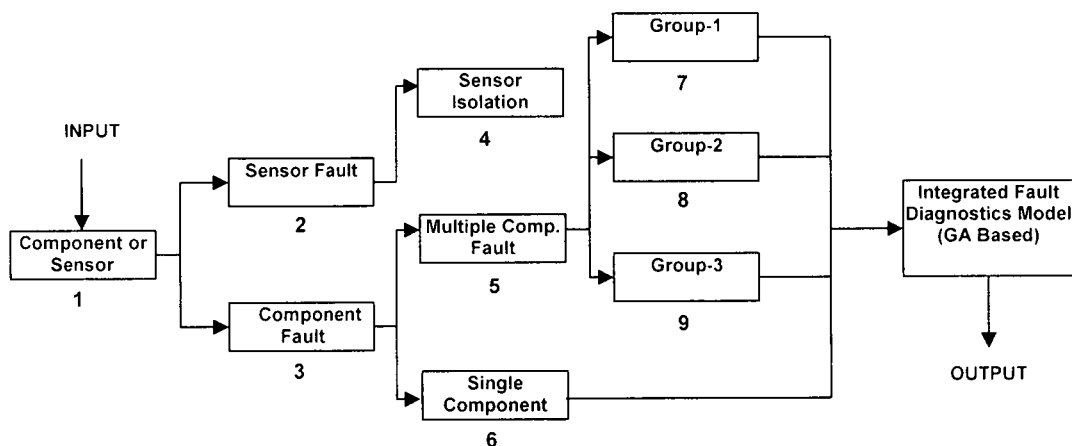 INPUT
Component or
Sensor
1
Sensor Fault
2
Component
Fault
3
Sensor
Isolation
4
Multiple Comp.
Fault
5
Single
Component
6
Group-1
7
Group-2
8
Group-3
9
Integrated Fault
Diagnostics Model
(GA Based)
OUTPUT